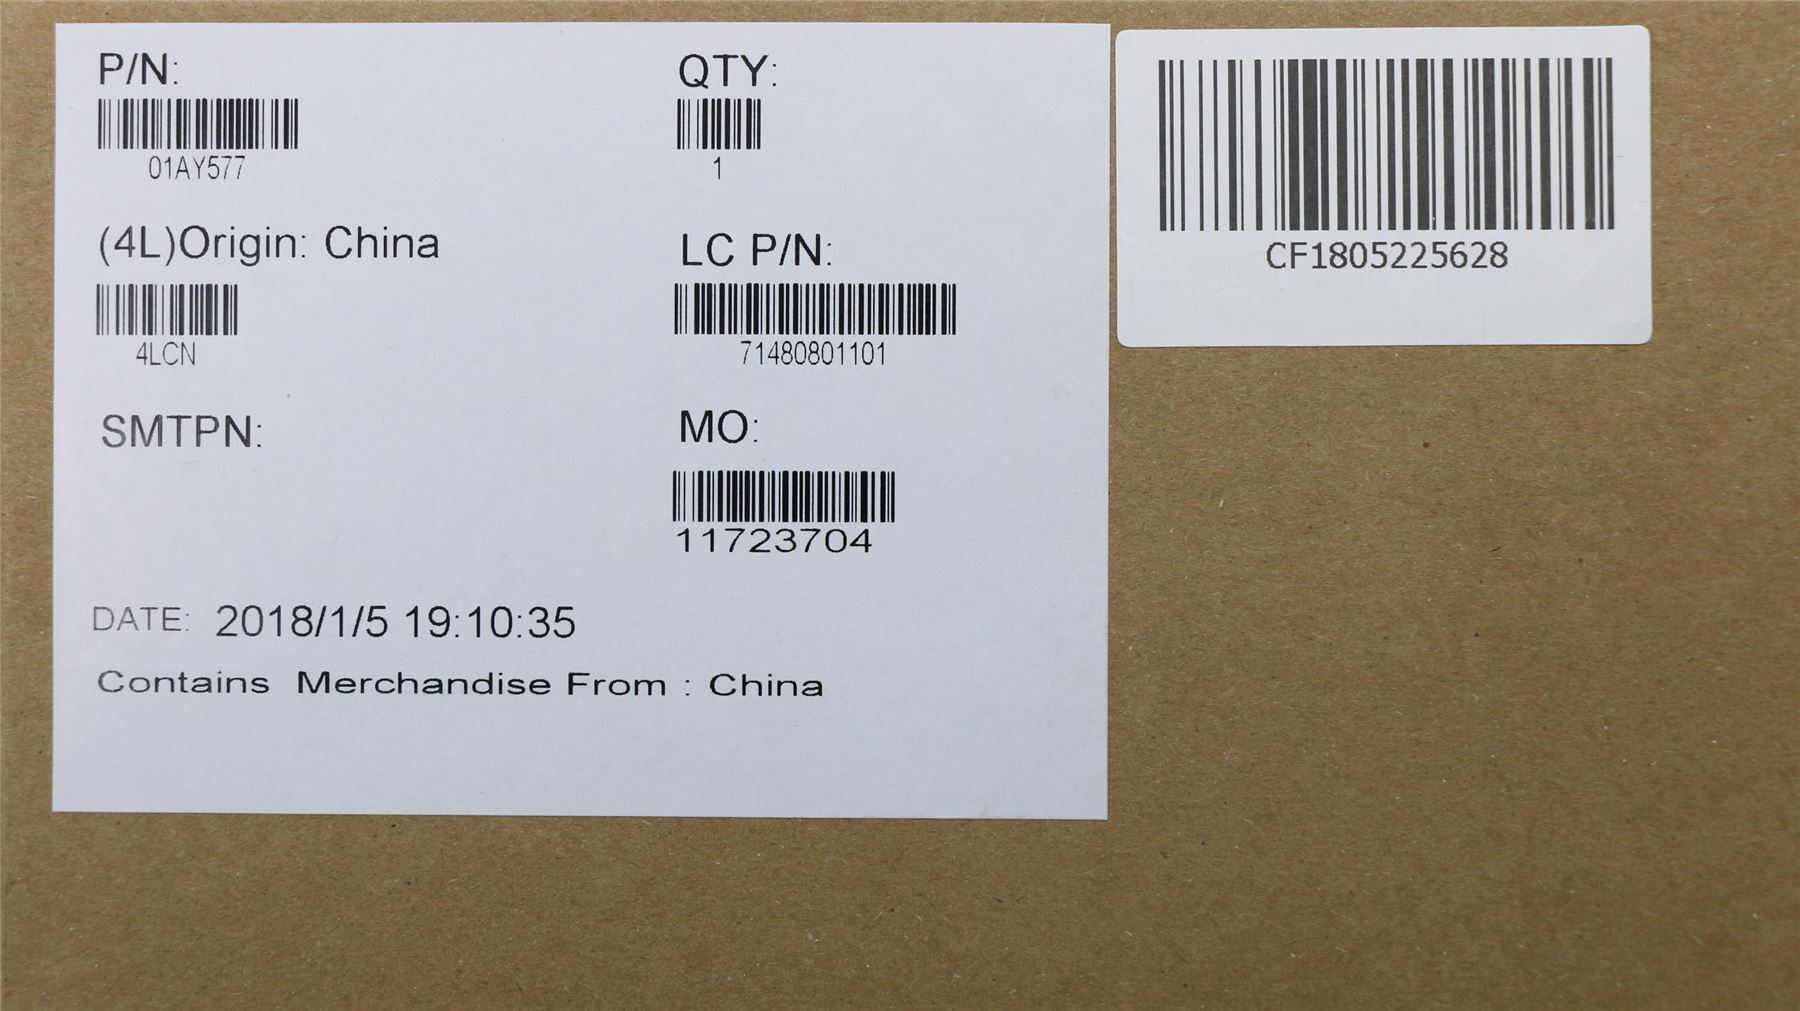 P/N:
01AY577
QTY:
1
(4L)Origin: China
4LCN
LC P/N:
71480801101
SMTPN:
MO:
11723704
DATE: 2018/1/5 19:10:35
Contains Merchandise From : China
CF1805225628